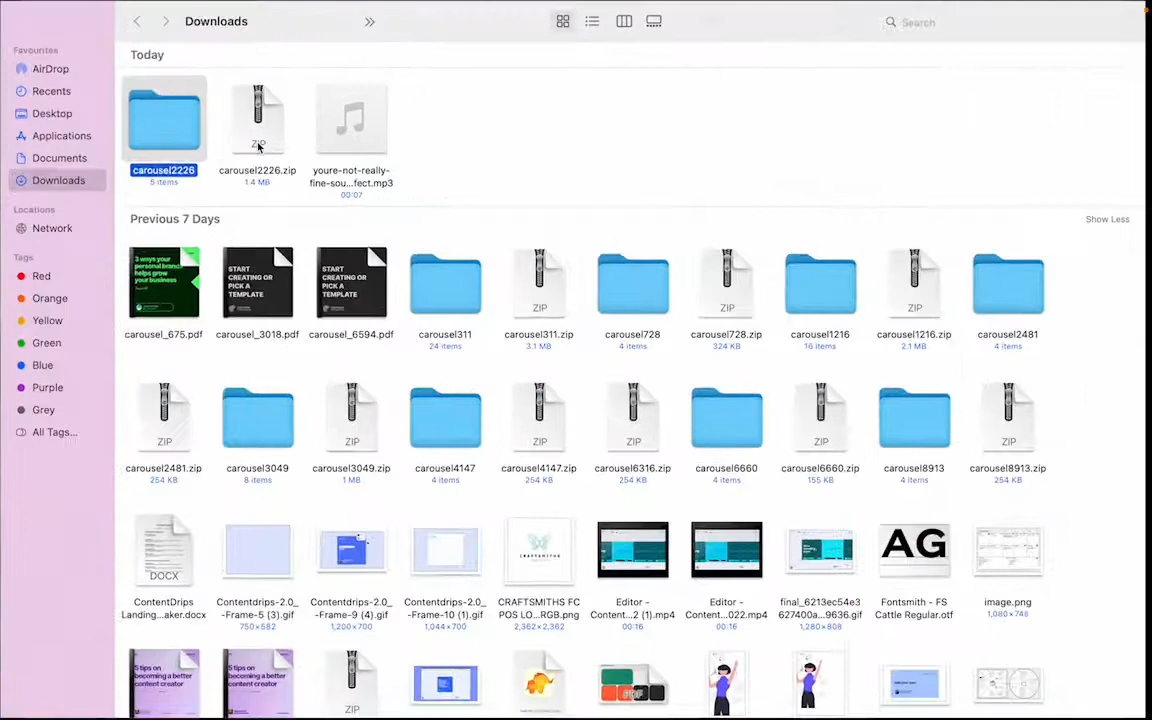 Downloads
Search
Favourites
AirDrop
Recents
Desktop
Applications
Documents
Downloads
Locations
Network
Tags
Red
Orange
Yellow
Green
Blue
Purple
Grey
All Tags...
Today
ZIP
carousel2226
carousel2226.zip
youre-not-really-
fine-sou...fect.mp3
5 items
1.4 MB
00:07
Previous 7 Days
Show Less
3 ways your
personal brand
helps grow
your business
START
CREATING OR
PICK A
TEMPLATE
START
CREATING OR
PICK A
TEMPLATE
ZIP
ZIP
ZIP
carousel_675.pdf
carousel_3018.pdf
carousel_6594.pdf
carousel311
carousel311.zip
carousel728
carousel728.zip
carousel1216
carousel1216.zip
carousel2481
24 items
3.1 MB
4 items
324 KB
16 items
2.1 MB
4 items
ZIP
ZIP
ZIP
ZIP
ZIP
ZIP
carousel2481.zip
carousel3049
carousel3049.zip
carousel4147
carousel4147.zip
carousel6316.zip
carousel6660
carousel6660.zip
carousel8913
carousel8913.zip
254 KB
8 items
1 MB
4 items
254 KB
254 KB
4 items
155 KB
4 items
254 KB
DOCX
CRAFTSMITHS
AG
ContentDrips
Landing...aker.docx
Contentdrips-2.0_
-Frame-5 (3).gif
750×582
Contentdrips-2.0_
-Frame-9 (4).gif
1,200×700
Contentdrips-2.0_
-Frame-10 (1).gif
1,044×700
CRAFTSMITHS FC
POS LO...RGB.png
2,362×2,362
Editor -
Content...2 (1).mp4
00:16
Editor -
Content...022.mp4
00:16
final_6213ec54e3
627400a...9636.gif
1,280×808
Fontsmith - FS
Cattle Regular.otf
image.png
1,080×746
5 tips on
becoming a better
content creator
5 tips on
becoming a better
content creator
ZIP
PDF